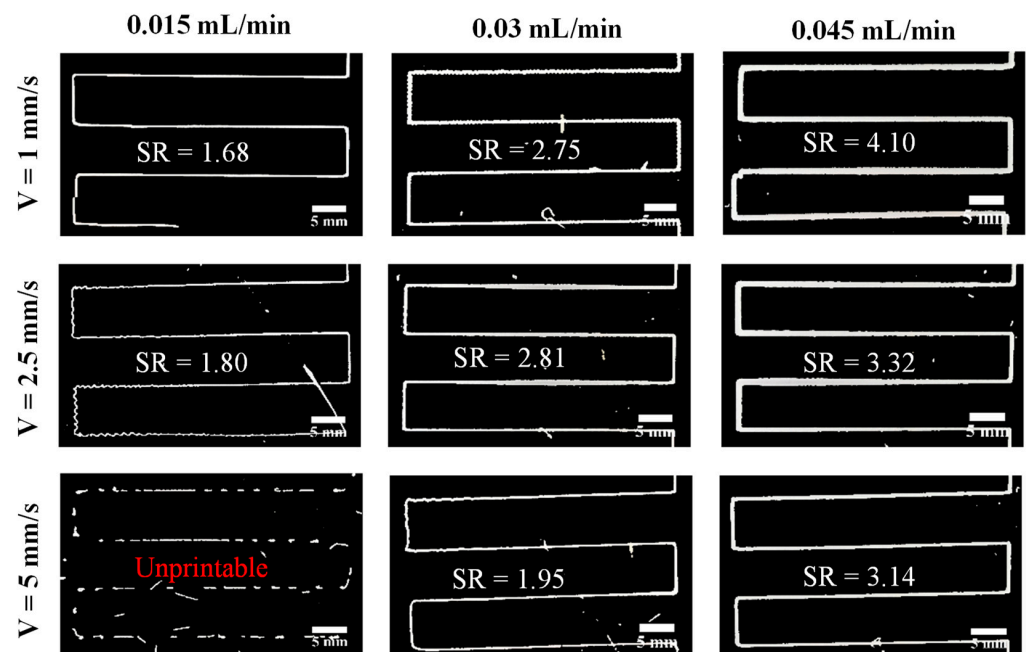 0.015 mL/min
0.03 mL/min
0.045 mL/min
V = 1 mm/s
SR = 1.68
5 mm
SR = 2.75
5 mm
SR = 4.10
5 mm
V = 2.5 mm/s
SR = 1.80
5 mm
SR = 2.81
5 mm
SR = 3.32
5 mm
V = 5 mm/s
Unprintable
5 mm
SR = 1.95
5 mm
SR = 3.14
5 mm